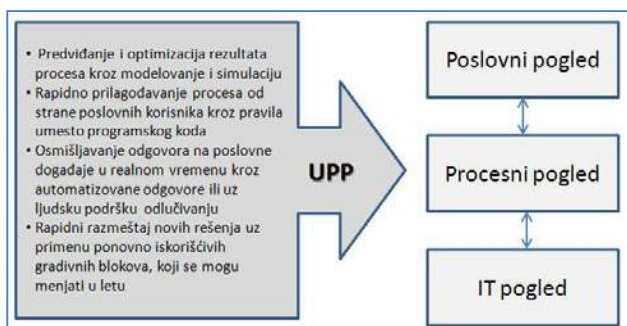 • Predviđanje i optimizacija rezultata
procesa kroz modelovanje i simulaciju
• Rapidno prilagođavanje procesa od
strane poslovnih korisnika kroz pravila
umesto programskog koda
• Osmišljavanje odgovora na poslovne
događaje u realnom vremenu kroz
automatizovane odgovore ili uz
ljudsku podršku odlučivanju
• Rapidni razmeštaj novih rešenja uz
primenu ponovno iskorišćivih
gradivnih blokova, koji se mogu
menjati u letu
UPP
Poslovni pogled
Procesni pogled
IT pogled